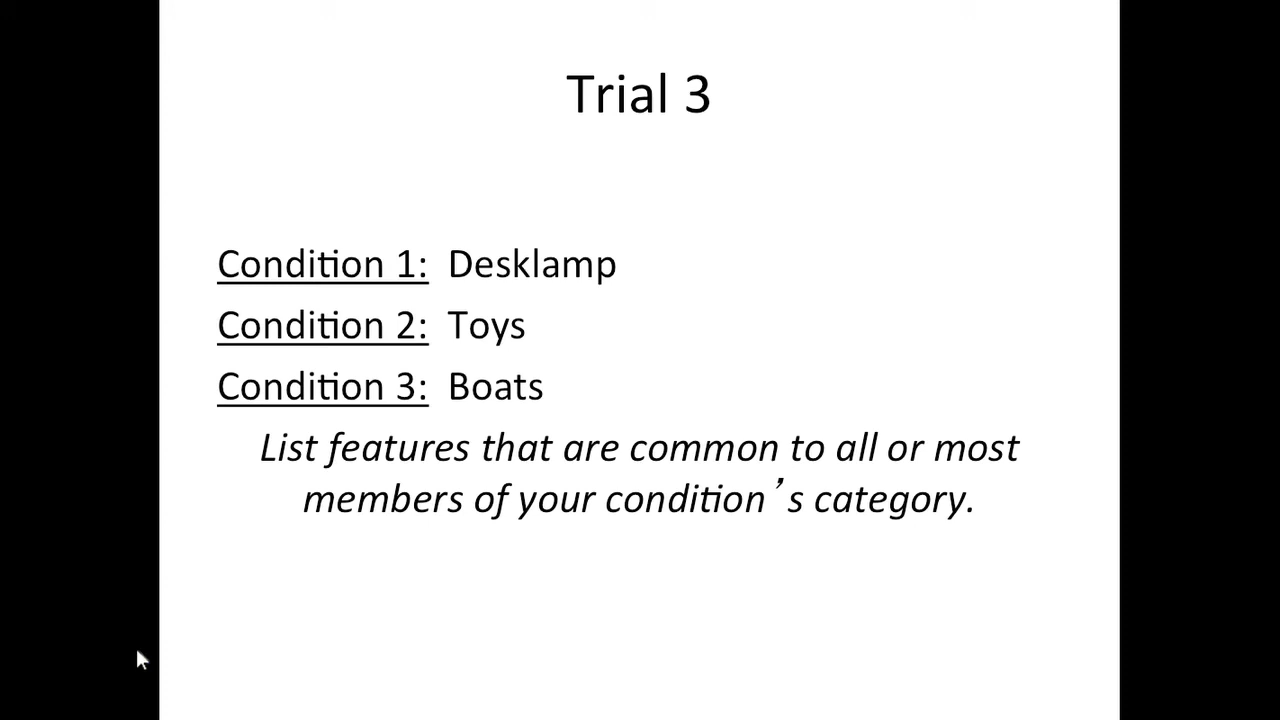 Trial 3
Condition 1: Desklamp
Condition 2: Toys
Condition 3: Boats
List features that are common to all or most
members of your condition’s category.